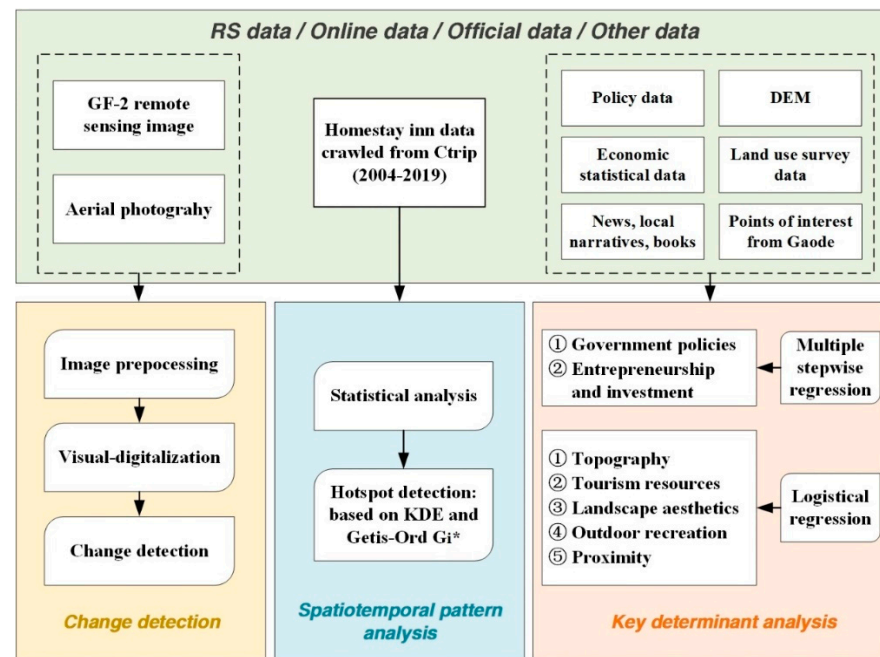 RS data / Online data / Official data / Other data
GF-2 remote
sensing image
Aerial photograhy
Homestay inn data
crawled from Ctrip
(2004-2019)
Policy data
DEM
Economic
statistical data
Land use survey
data
News, local
narratives, books
Points of interest
from Gaode
Image prepocessing
Visual-digitalization
Change detection
Change detection
Statistical analysis
Hotspot detection:
based on KDE and
Getis-Ord Gi*
Spatiotemporal pattern
analysis
① Government policies
② Entrepreneurship
and investment
Multiple
stepwise
regression
① Topography
② Tourism resources
③ Landscape aesthetics
④ Outdoor recreation
⑤ Proximity
Logistical
regression
Key determinant analysis